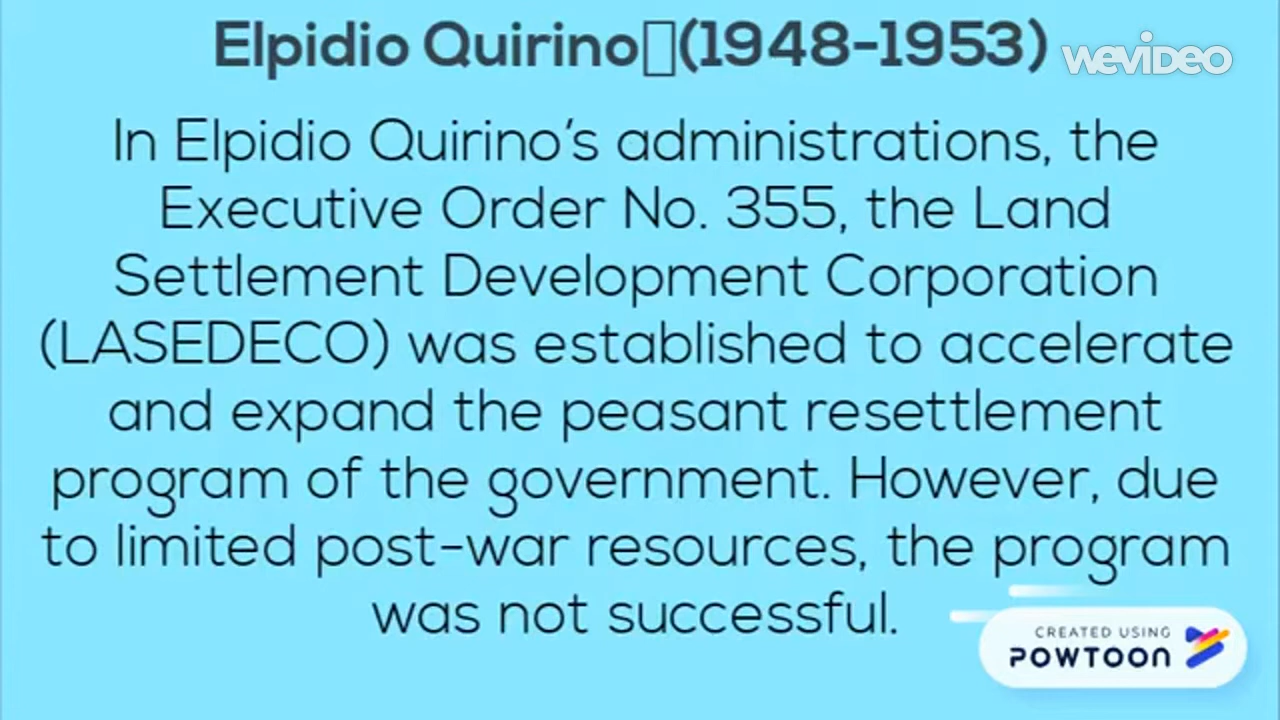 Elpidio Quirino▯(1948-1953)
wevideo
In Elpidio Quirino’s administrations, the
Executive Order No. 355, the Land
Settlement Development Corporation
(LASEDECO) was established to accelerate
and expand the peasant resettlement
program of the government. However, due
to limited post-war resources, the program
was not successful.
CREATED USING
POWTOON